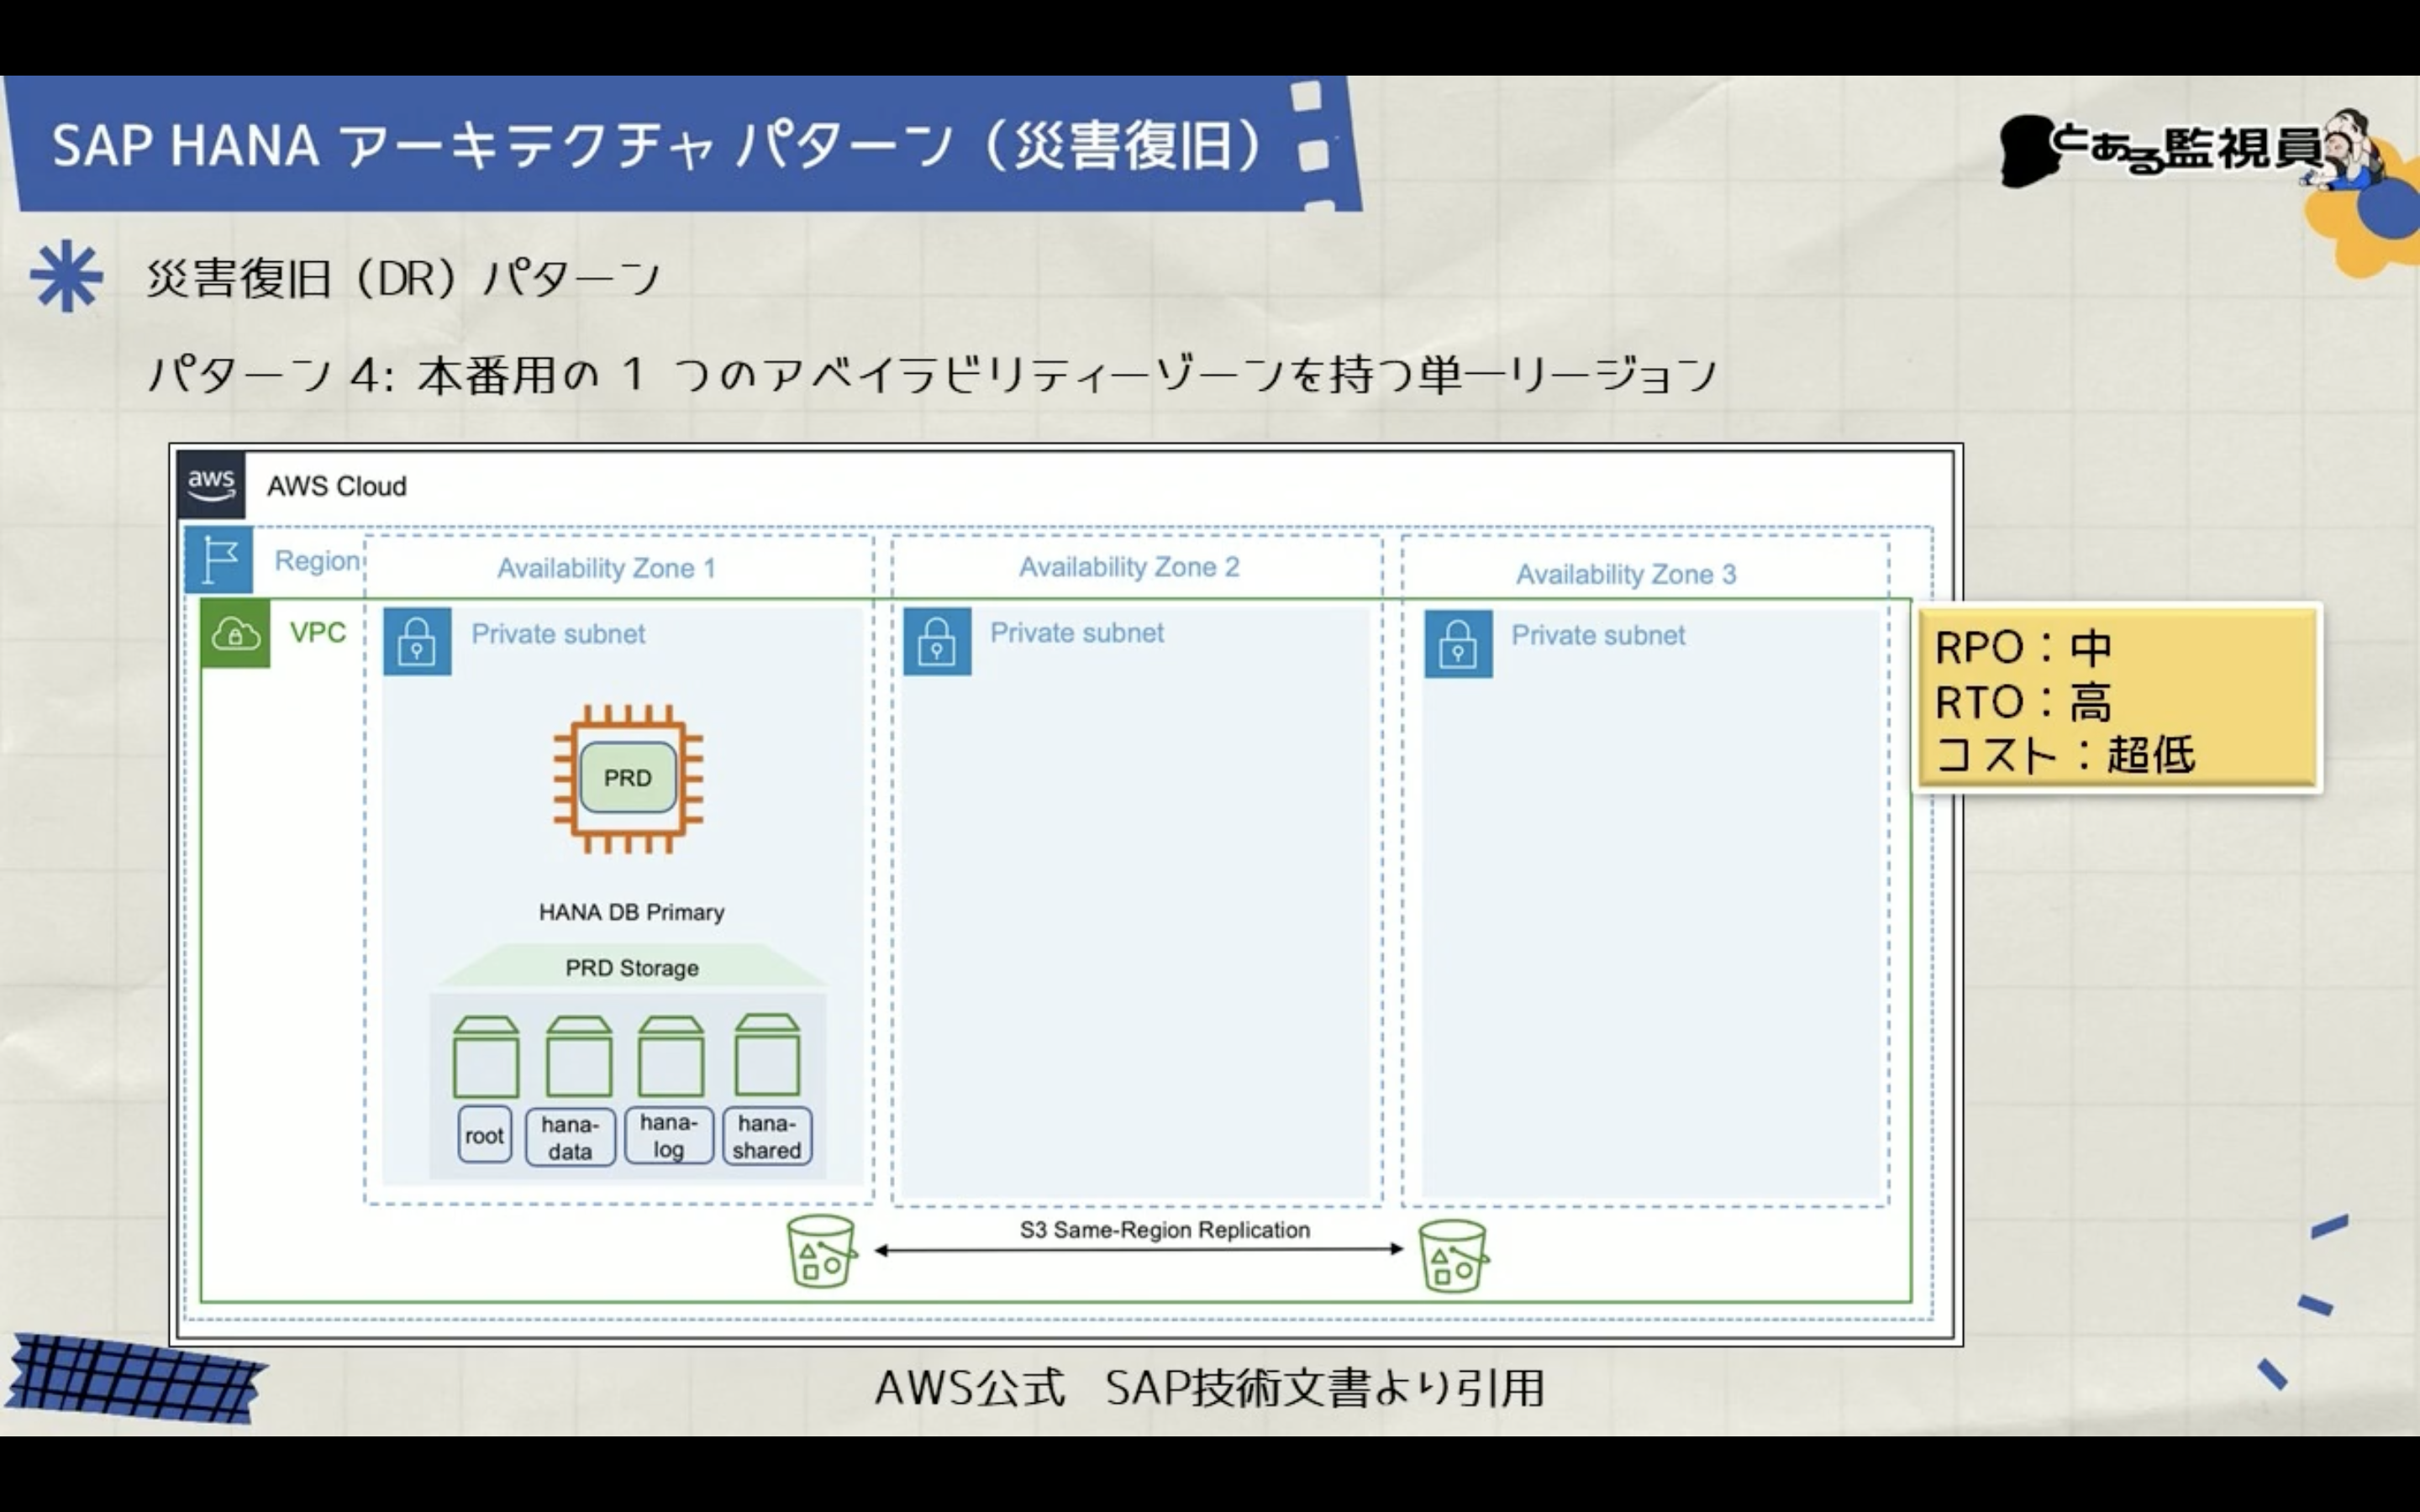 SAP HANA アーキテクチャ パターン（災害復旧）
とある監視員
災害復旧（DR）パターン
パターン 4: 本番用の 1 つのアベイラビリティーゾーンを持つ単一リージョン
aws
AWS Cloud
Region
Availability Zone 1
Availability Zone 2
Availability Zone 3
VPC
Private subnet
Private subnet
Private subnet
RPO：中
RTO：高
コスト：超低
PRD
HANA DB Primary
PRD Storage
root
hana-
data
hana-
log
hana-
shared
S3 Same-Region Replication
AWS公式 SAP技術文書より引用